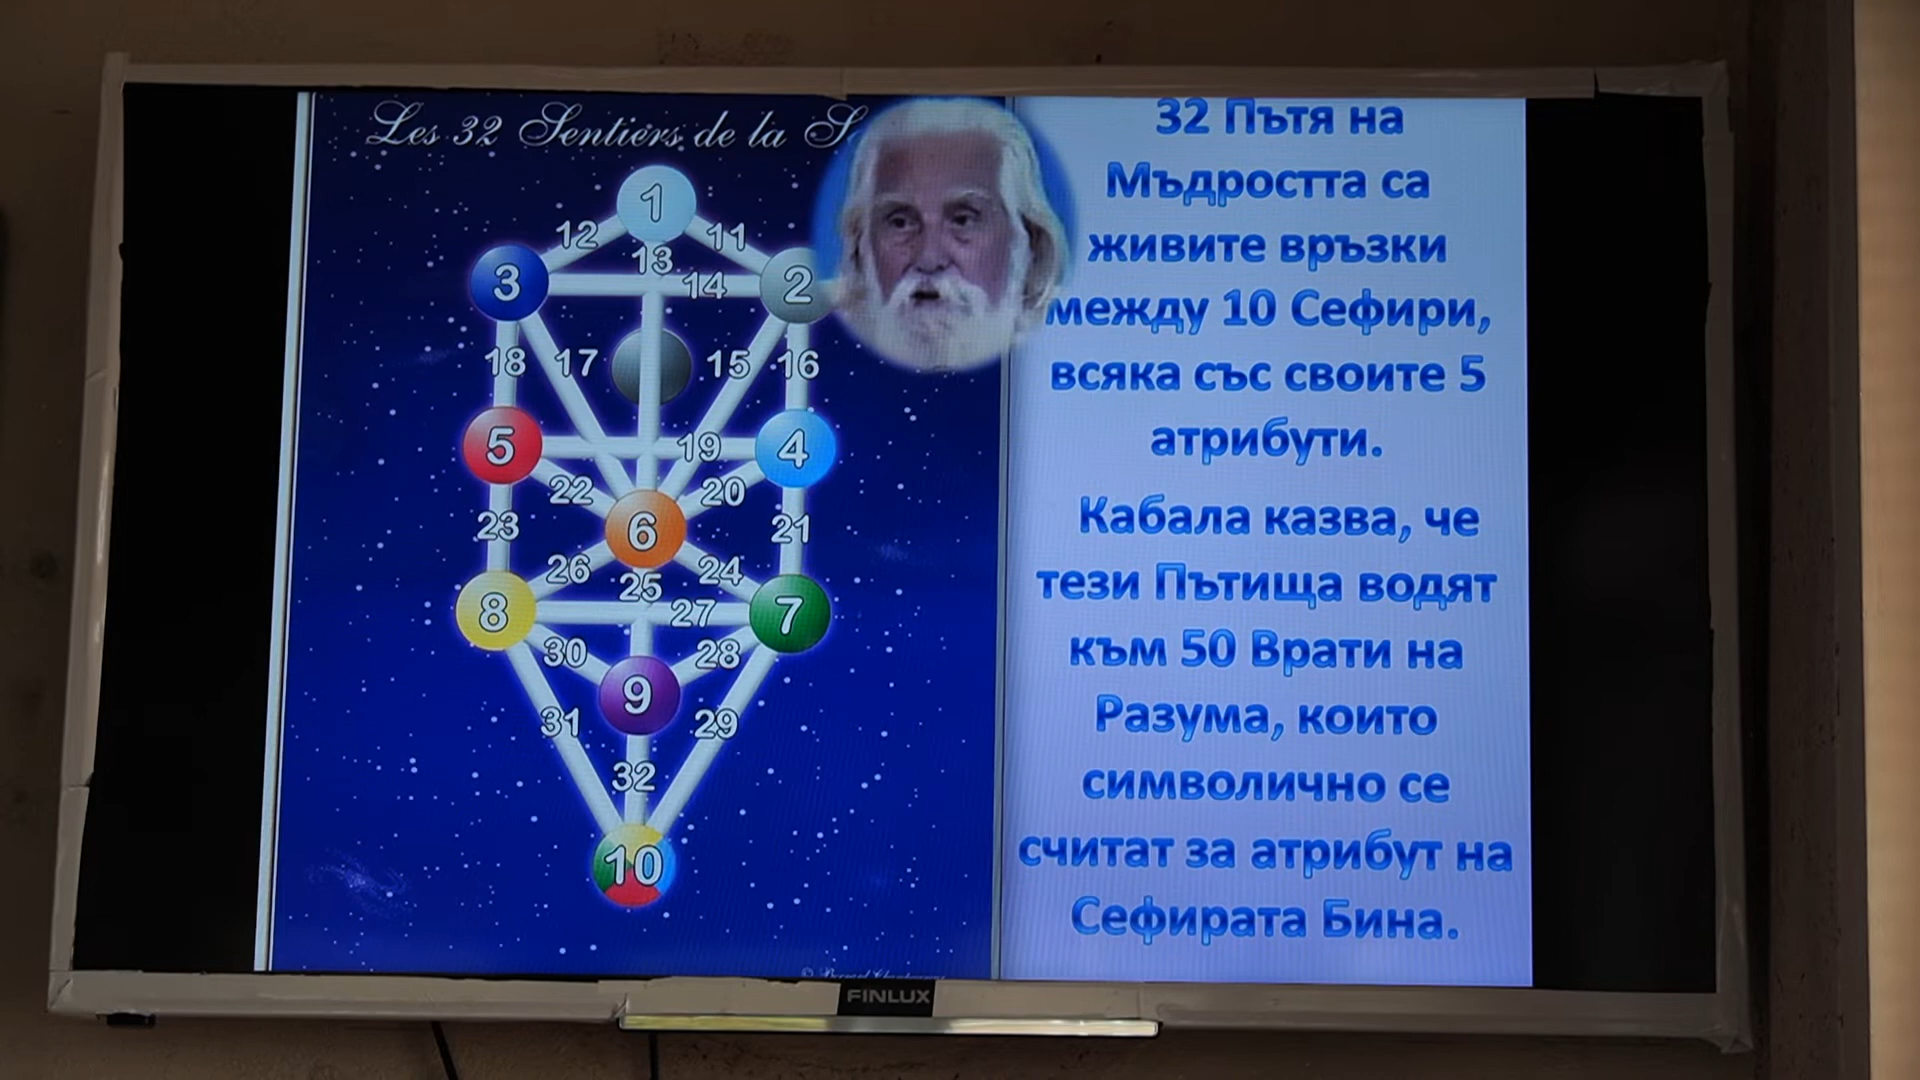 Les 32 Sentiers de la
1
12
11
13
3
14
2
18
17
15
16
5
19
4
22
20
23
6
21
26
24
25
8
27
7
30
28
9
31
29
32
10
32 Пътя на
Мъдростта са
живите връзки
между 10 Сефири,
всяка със своите 5
атрибути.
Кабала казва, че
тези Пътища водят
към 50 Врати на
Разума, които
символично се
считат за атрибут на
Сефирата Бина.
FINLUX